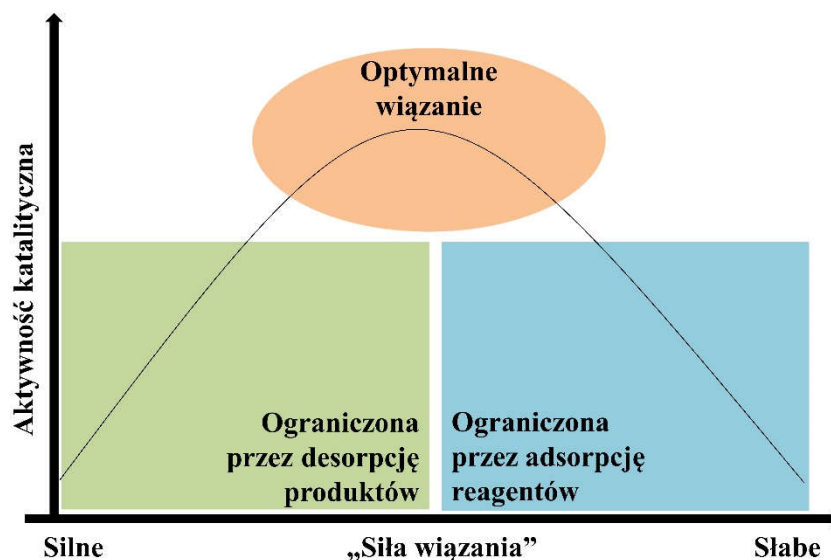 Optymalne
wiązanie
Aktywność katalityczna
Ograniczona
przez desorpcję
produktów
Ograniczona
przez adsorpcję
reagentów
Silne
„Siła wiązania”
Słabe